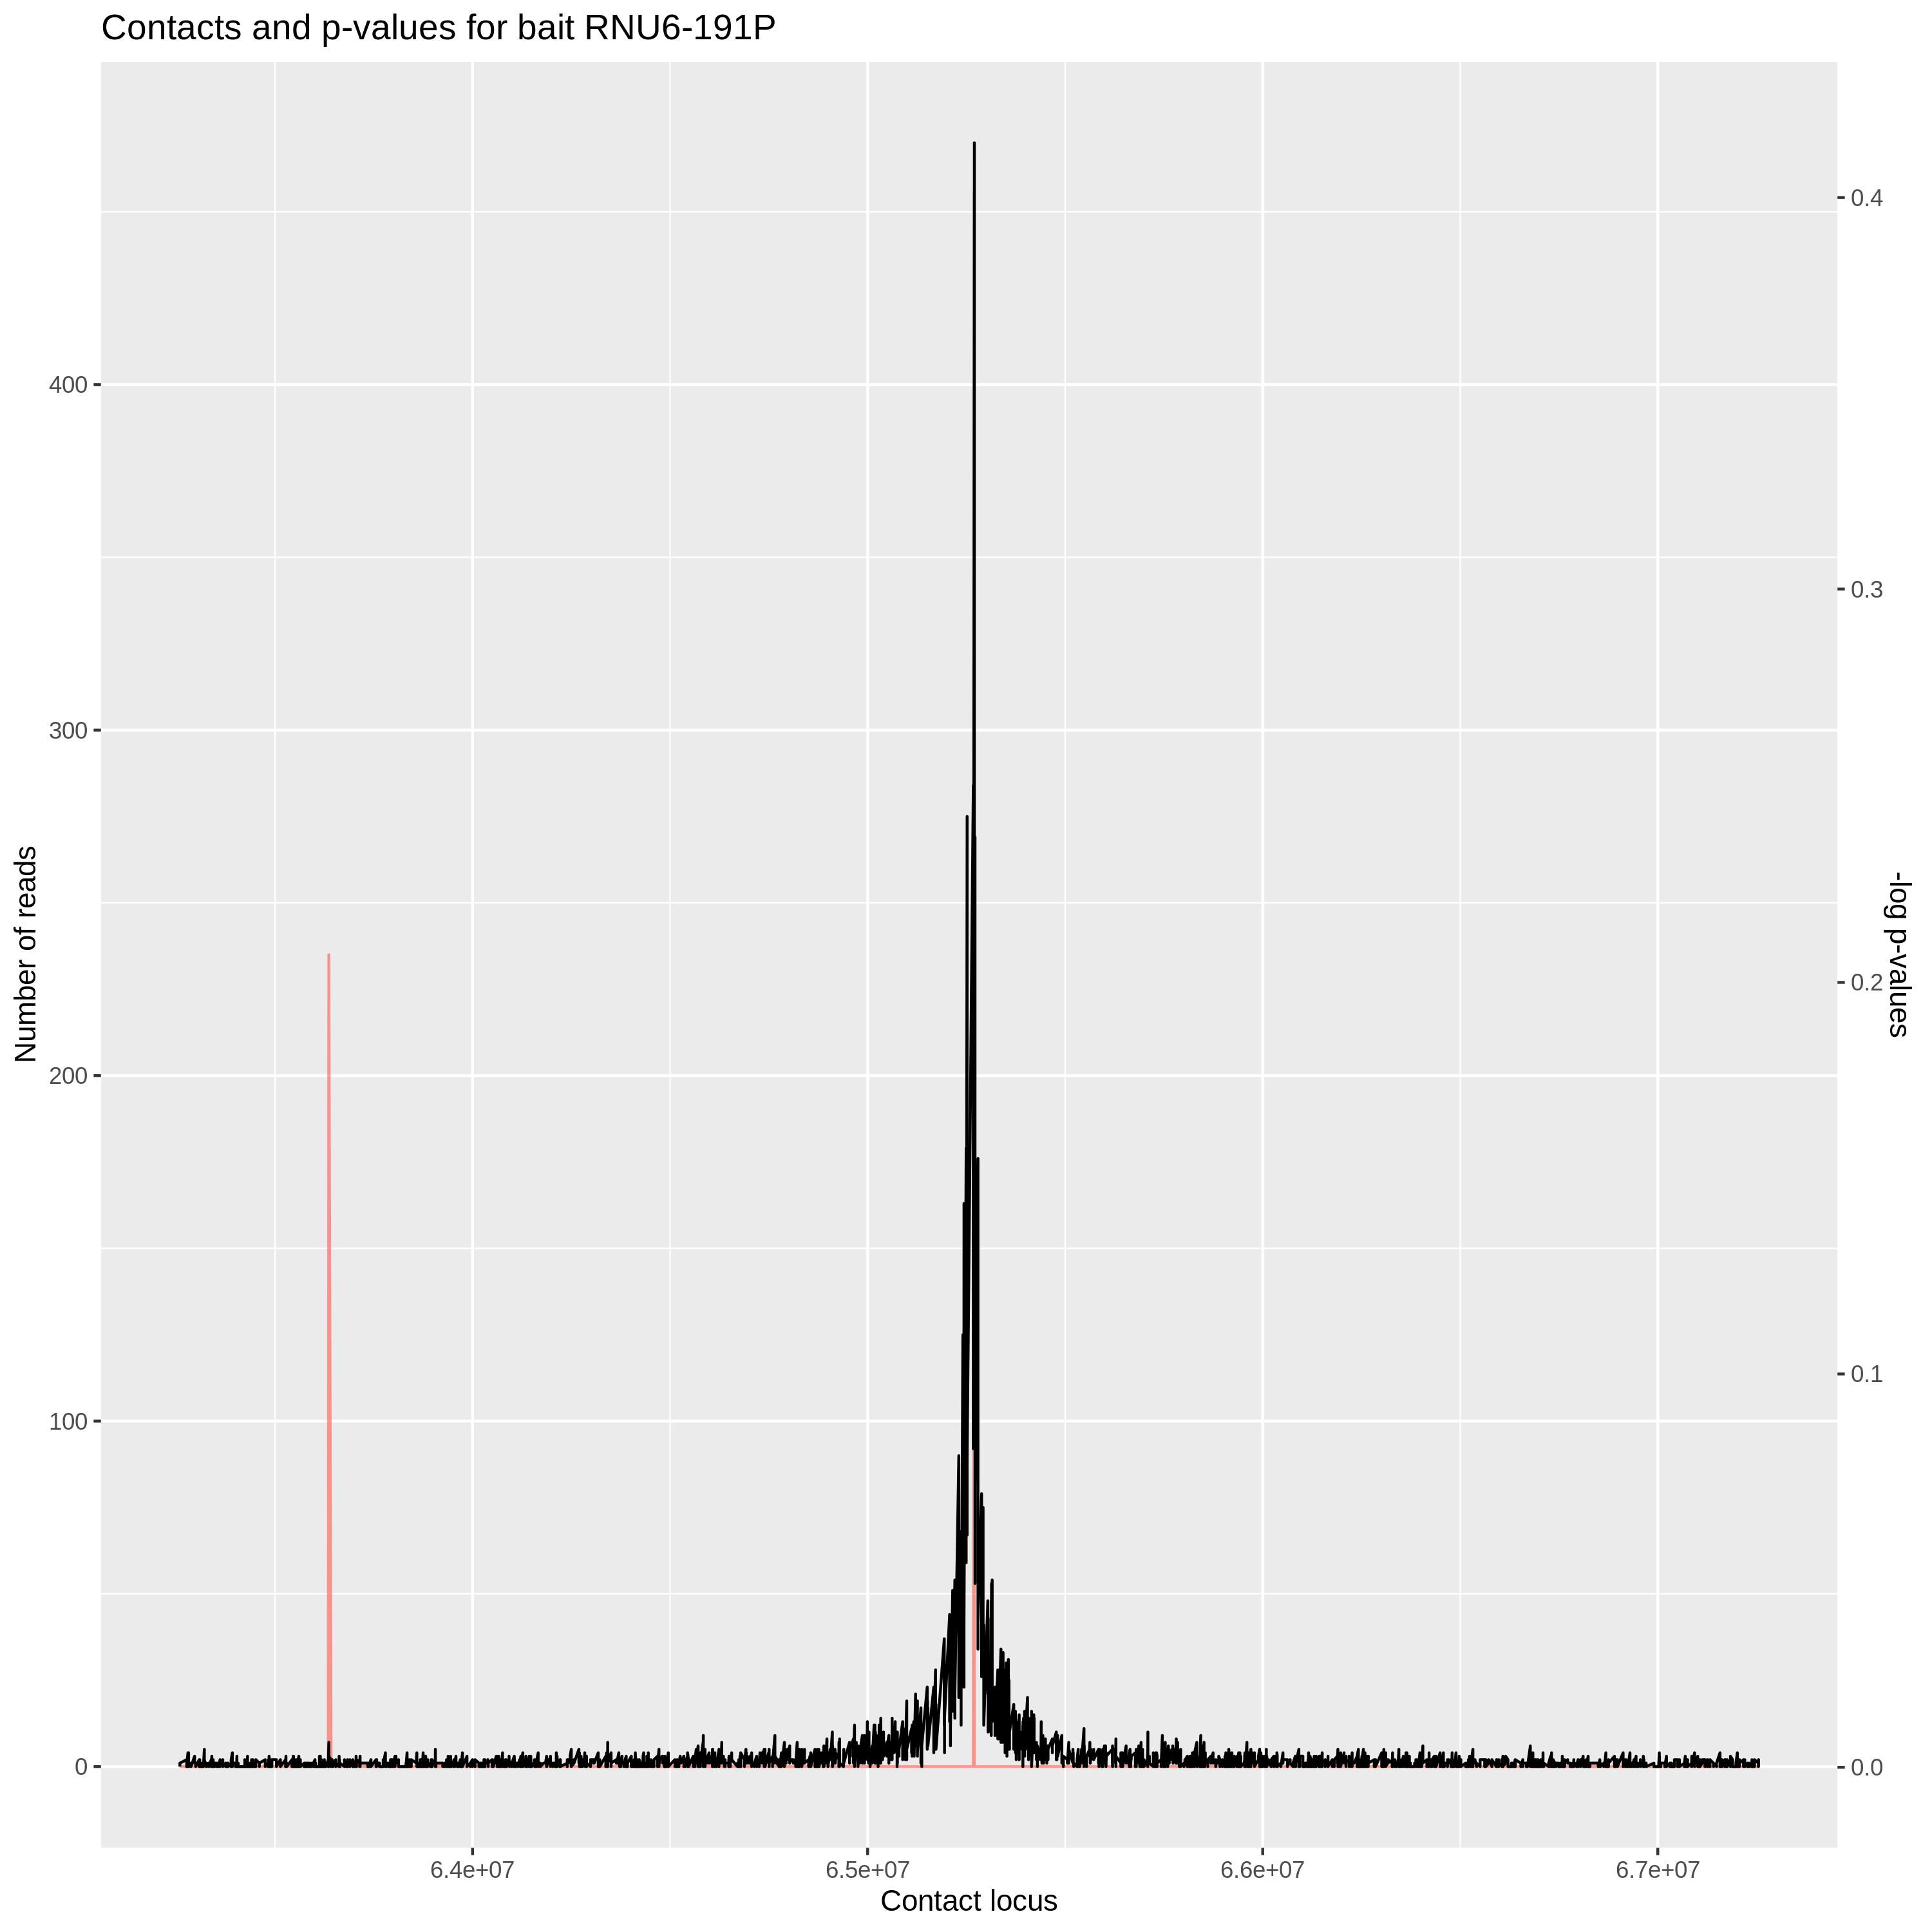 Contacts and p-values for bait RNU6-191P
Number of reads
400
300
200
100
0
0.4
0.3
0.2
0.1
0.0
-log p-values
6.4e+07 6.5e+07 6.6e+07 6.7e+07
Contact locus